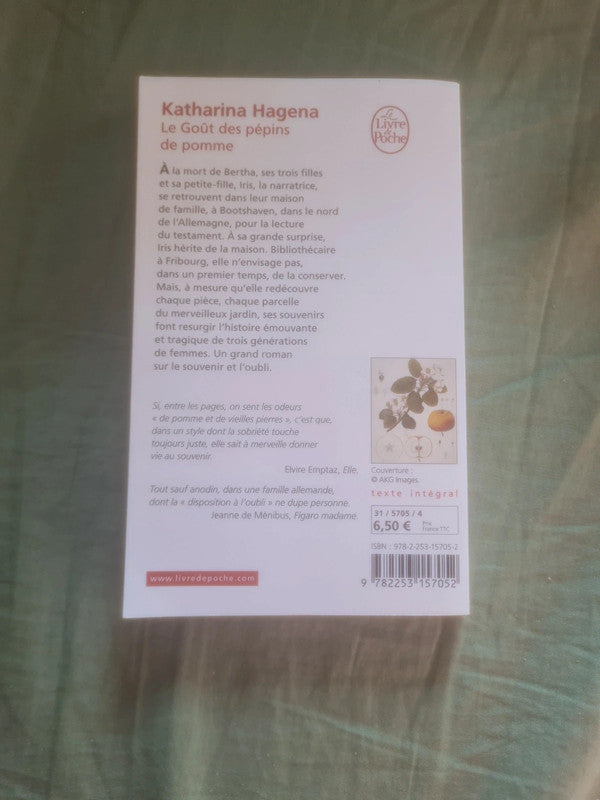 Katharina Hagena
Le Goût des pépins
de pomme
Le
Livre
de
Poche
À la mort de Bertha, ses trois filles
et sa petite-fille, Iris, la narratrice,
se retrouvent dans leur maison
de famille, à Bootshaven, dans le nord
de l'Allemagne, pour la lecture
du testament. À sa grande surprise,
Iris hérite de la maison. Bibliothécaire
à Fribourg, elle n'envisage pas,
dans un premier temps, de la conserver.
Mais, à mesure qu'elle redécouvre
chaque pièce, chaque parcelle
du merveilleux jardin, ses souvenirs
font resurgir l'histoire émouvante
et tragique de trois générations
de femmes. Un grand roman
sur le souvenir et l'oubli.
Si, entre les pages, on sent les odeurs
« de pomme et de vieilles pierres », c'est que,
dans un style dont la sobriété touche
toujours juste, elle sait à merveille donner
vie au souvenir.
Elvire Emptaz, Elle.
Tout sauf anodin, dans une famille allemande,
dont la « disposition à l'oubli » ne dupe personne.
Jeanne de Ménibus, Figaro madame.
www.livredepoche.com
Couverture :
© AKG Images.
texte intégral
31 / 5705 / 4
6,50 € Prix
France TTC
ISBN : 978-2-253-15705-2
9 782253 157052